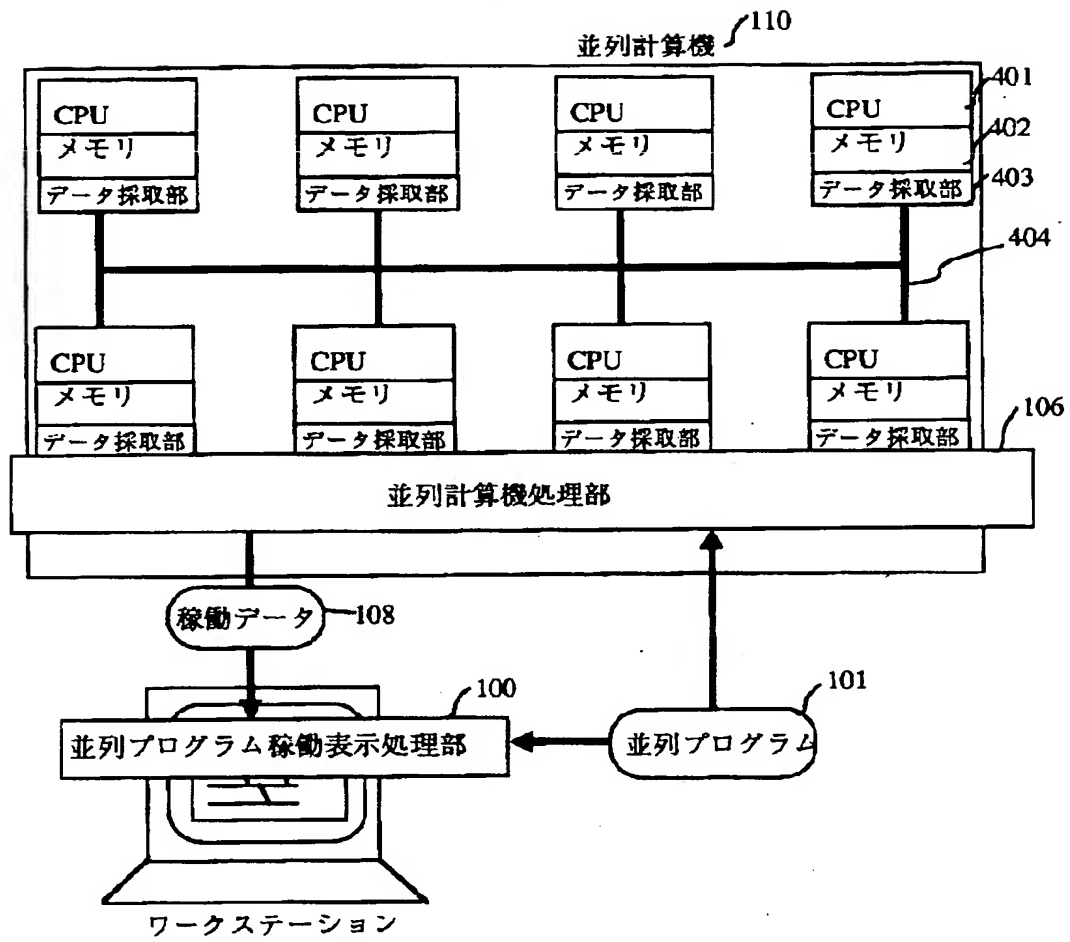 並列計算機 110
CPU CPU CPU CPU 401
メモリ メモリ メモリ メモリ 402
データ採取部 データ採取部 データ採取部 データ採取部 403
404
CPU CPU CPU CPU
メモリ メモリ メモリ メモリ
データ採取部 データ採取部 データ採取部 データ採取部 106
並列計算機処理部
稼働データ 108
100 101
並列プログラム稼働表示処理部 並列プログラム
ワークステーション